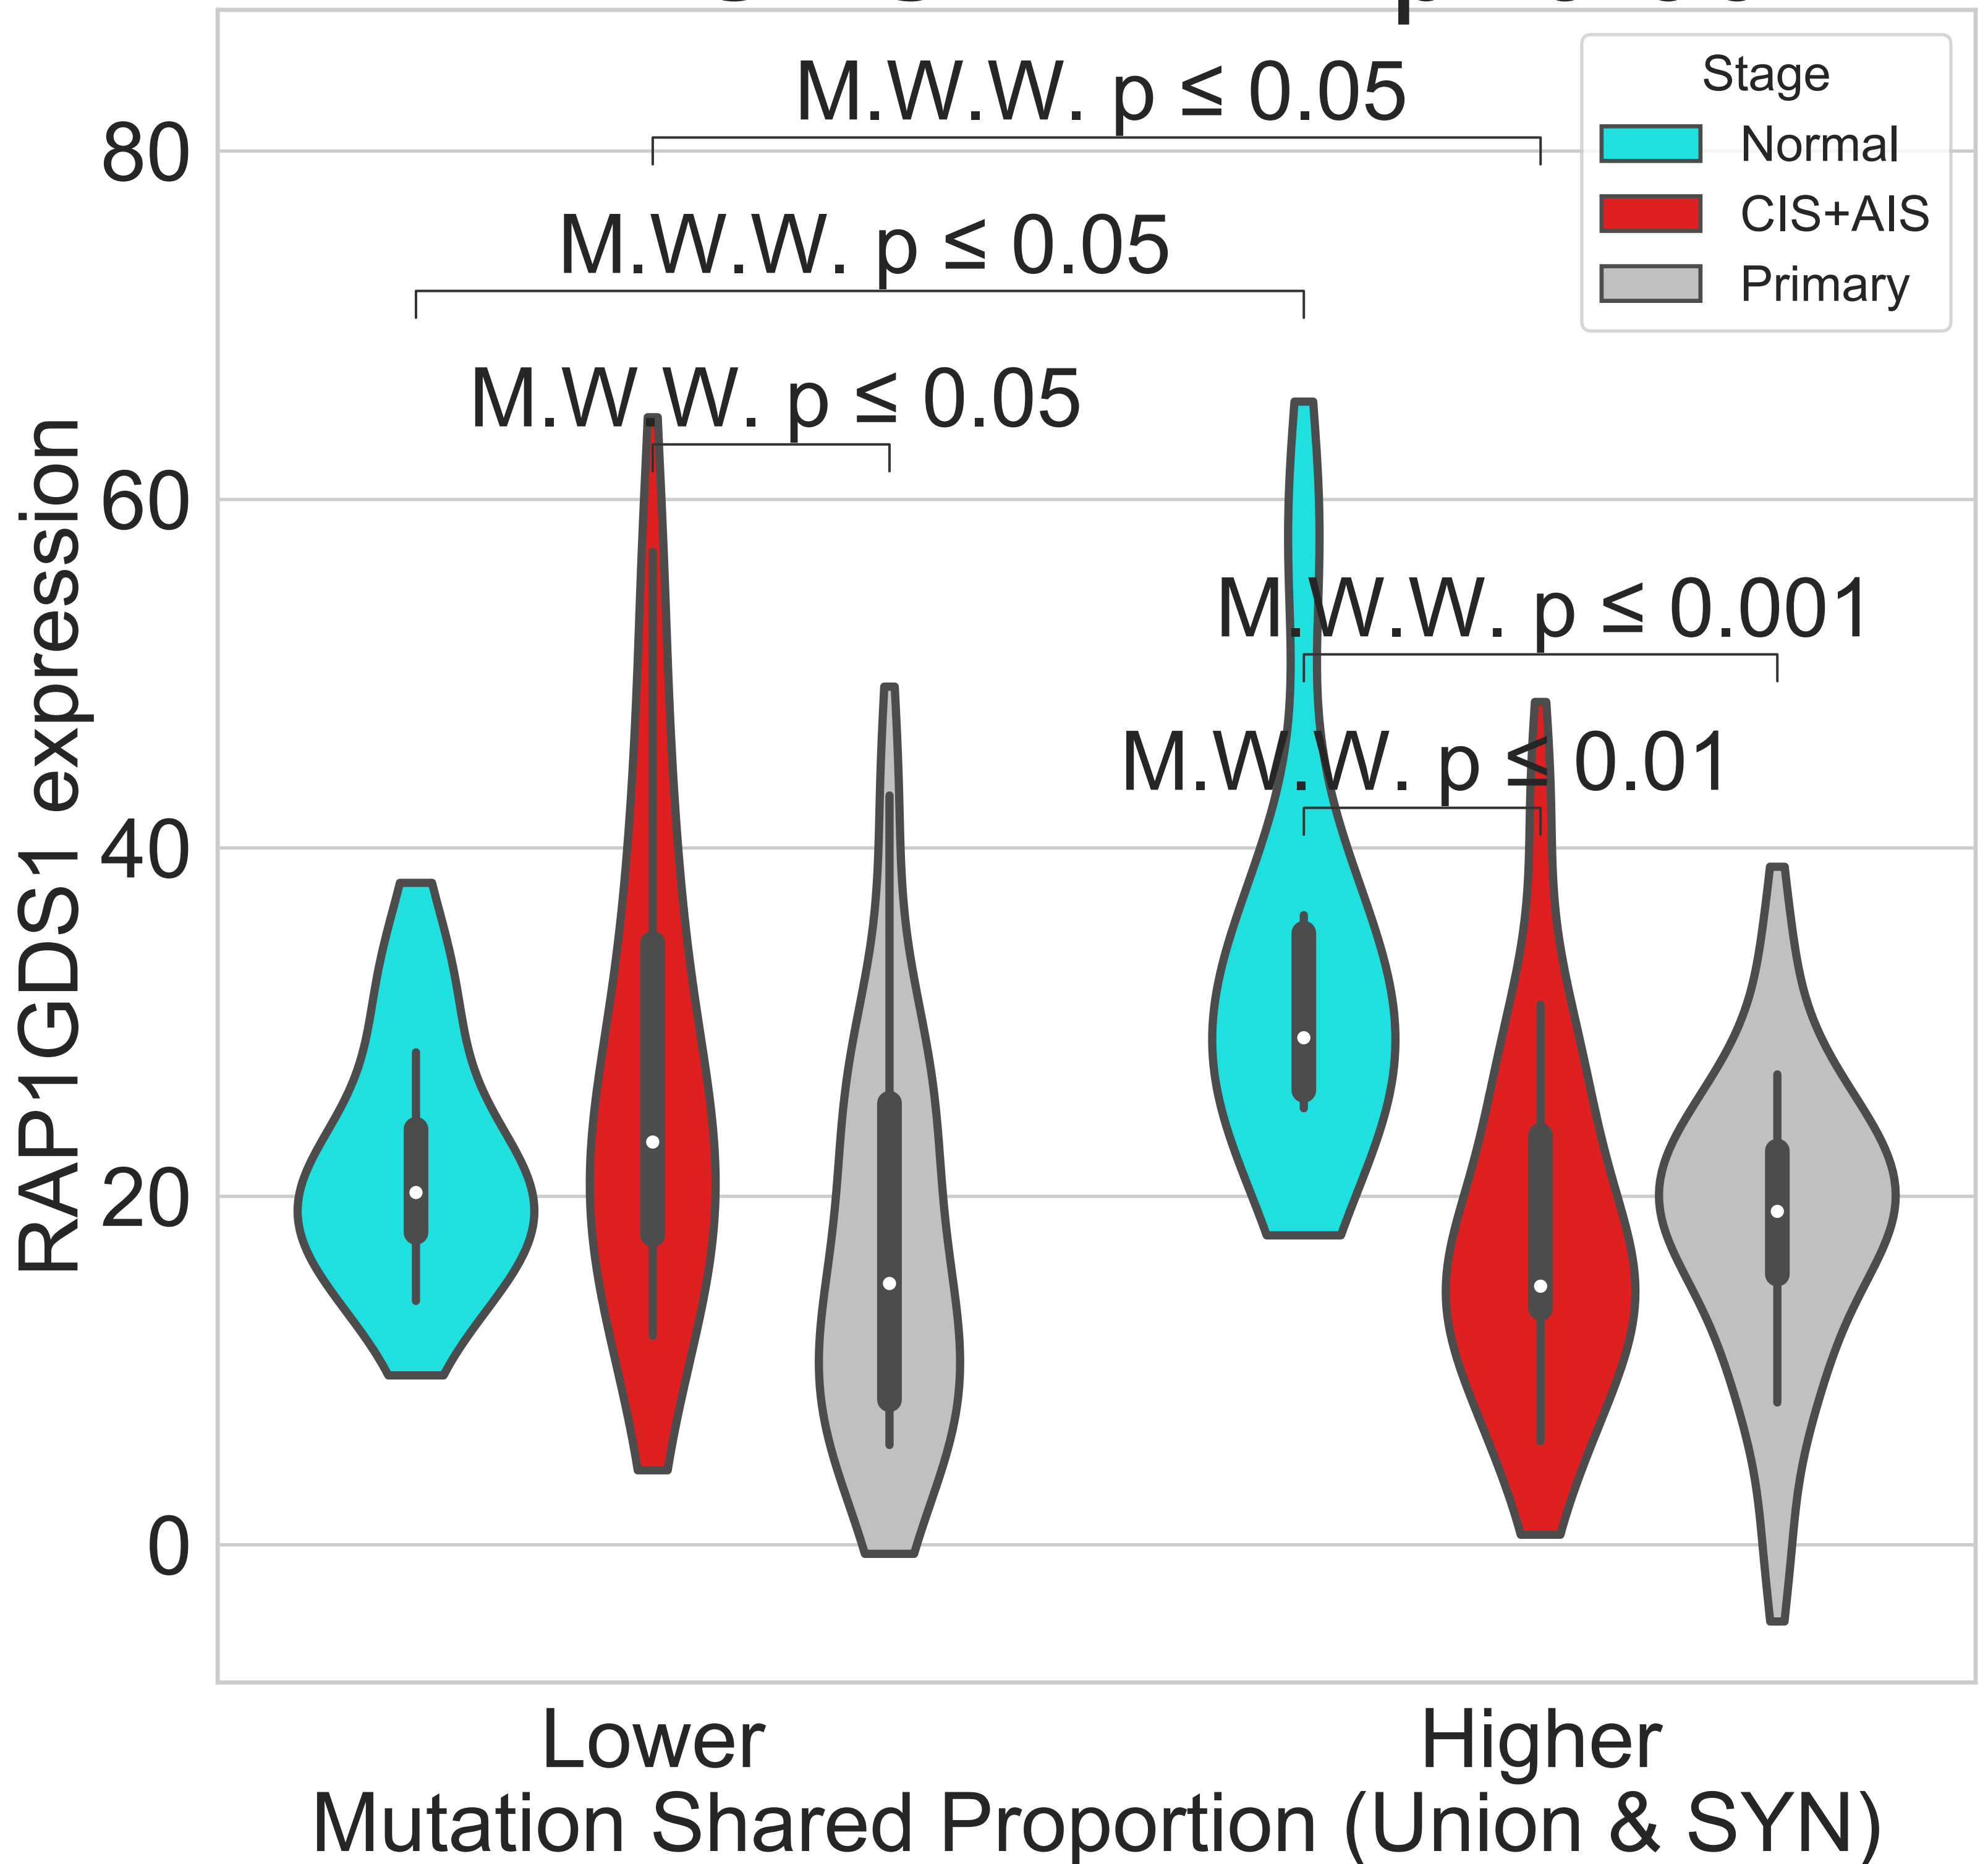 M.W.W. p ≤ 0.05
Stage
Normal
CIS+AIS
Primary
M.W.W. p ≤ 0.05
M.W.W. p ≤ 0.05
M.W.W. p ≤ 0.001
M.W.W. p ≤ 0.01
80
60
40
20
0
RAP1GDS1 expression
Lower
Higher
Mutation Shared Proportion (Union & SYN)